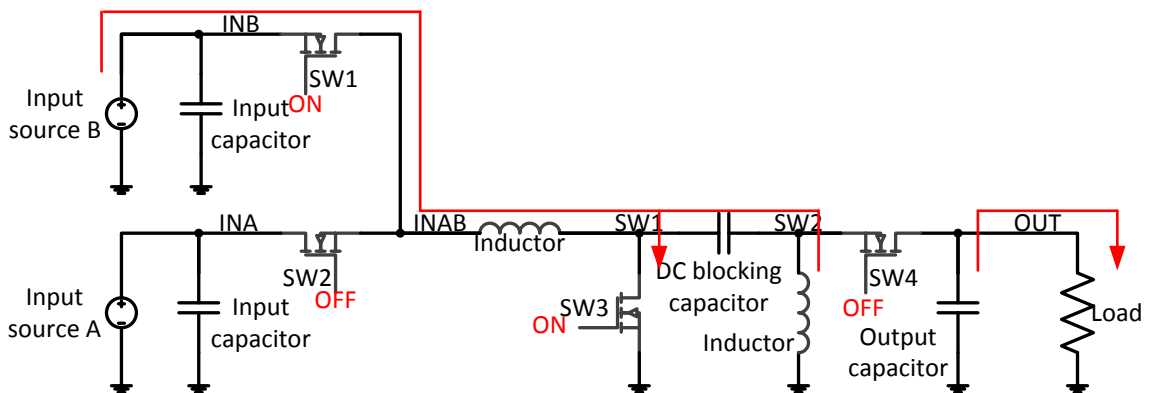 INB
SW1
ON
Input
source B
Input
capacitor
INA
INAB
SW1
SW2
OUT
Inductor
SW2
OFF
DC blocking
capacitor
SW4
OFF
Input
source A
Input
capacitor
SW3
ON
Inductor
Output
capacitor
Load